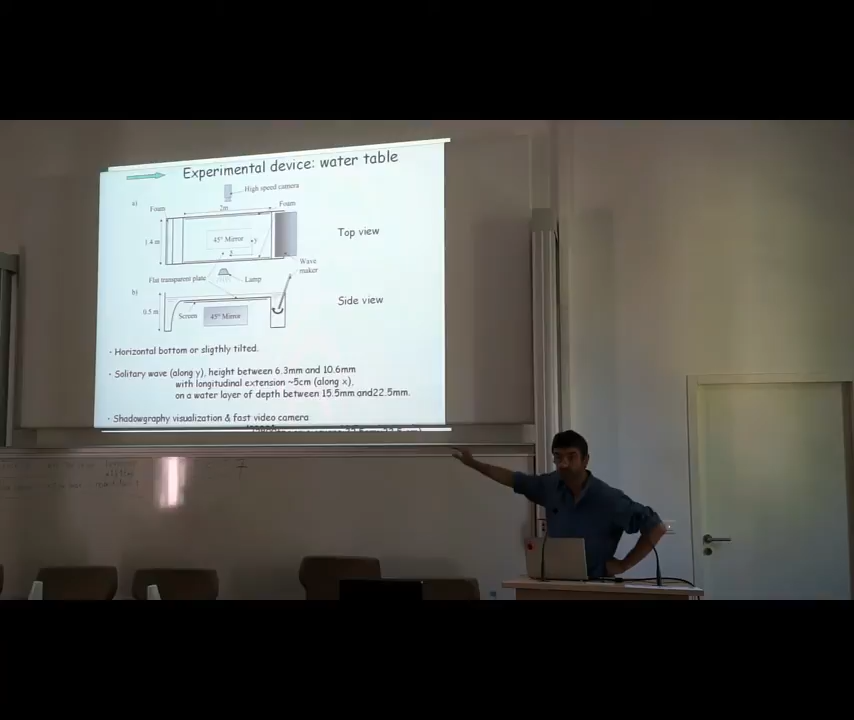 Experimental device: water table
High speed camera
a)
Foam
2m
Foam
1.4 m
45° Mirror
y
Top view
Wave
maker
Flat transparent plate
Lamp
b)
0.5 m
Screen
45° Mirror
Side view
· Horizontal bottom or sligthly tilted.
· Solitary wave (along y), height between 6.3mm and 10.6mm
with longitudinal extension ~5cm (along x),
on a water layer of depth between 15.5mm and22.5mm.
· Shadowgraphy visualization & fast video camera